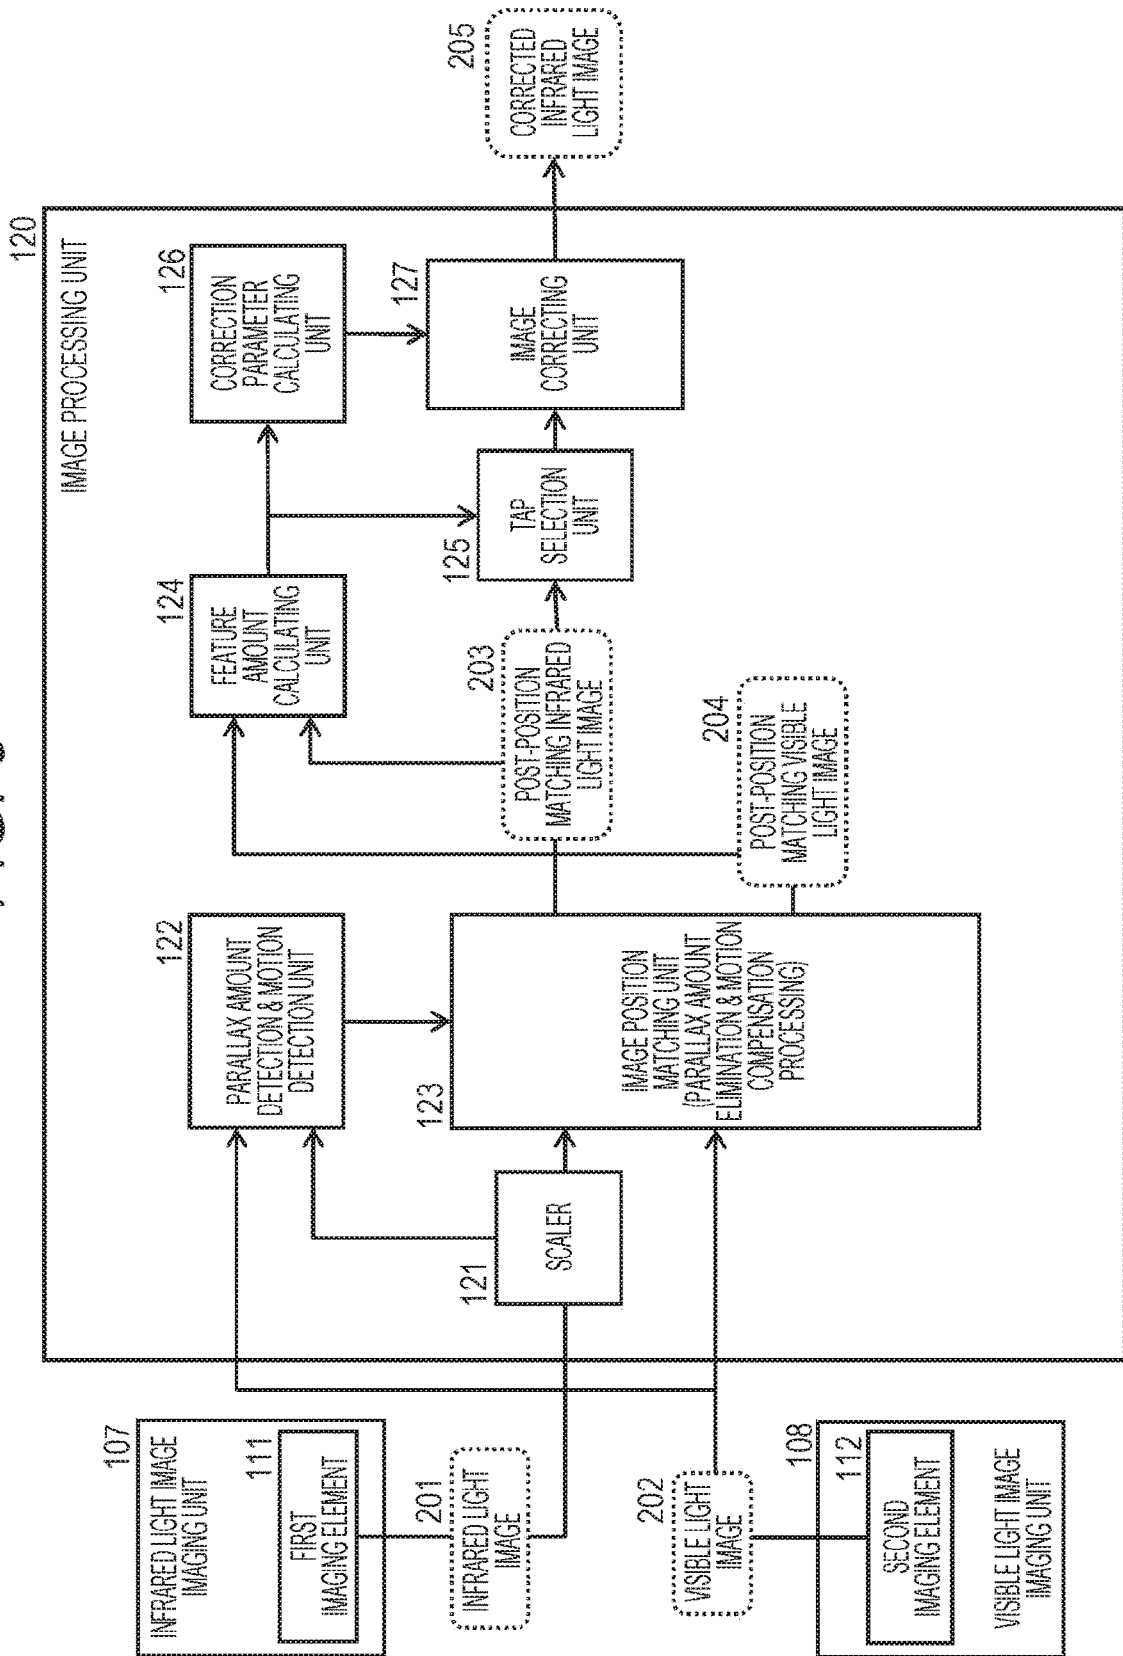 120
IMAGE PROCESSING UNIT
107
INFRARED LIGHT IMAGE
IMAGING UNIT
111
FIRST
IMAGING ELEMENT
201
INFRARED LIGHT
IMAGE
202
VISIBLE LIGHT
IMAGE
108
112
SECOND
IMAGING ELEMENT
VISIBLE LIGHT IMAGE
IMAGING UNIT
121
SCALER
122
PARALLAX AMOUNT
DETECTION & MOTION
DETECTION UNIT
123
IMAGE POSITION
MATCHING UNIT
(PARALLAX AMOUNT
ELIMINATION & MOTION
COMPENSATION
PROCESSING)
203
POST-POSITION
MATCHING INFRARED
LIGHT IMAGE
204
POST-POSITION
MATCHING VISIBLE
LIGHT IMAGE
124
FEATURE
AMOUNT
CALCULATING
UNIT
125
TAP
SELECTION
UNIT
126
CORRECTION
PARAMETER
CALCULATING
UNIT
127
IMAGE
CORRECTING
UNIT
205
CORRECTED
INFRARED
LIGHT IMAGE